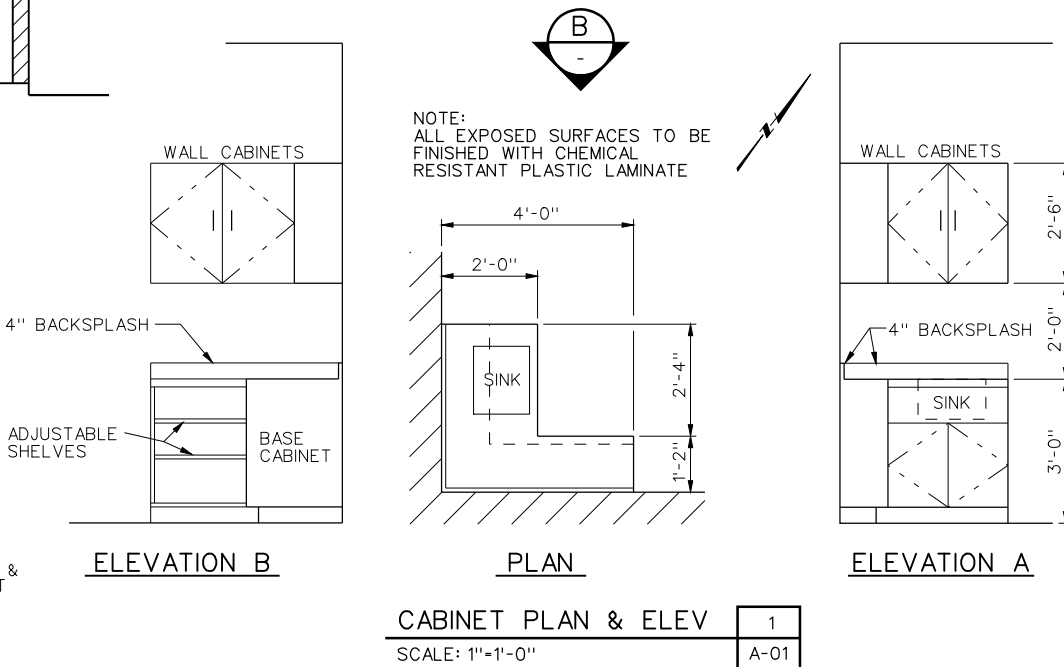 B
-
NOTE:
ALL EXPOSED SURFACES TO BE
FINISHED WITH CHEMICAL
RESISTANT PLASTIC LAMINATE
WALL CABINETS
4" BACKSPLASH
ADJUSTABLE
SHELVES
BASE
CABINET
ELEVATION B
&
T
4'-0"
2'-0"
SINK
2'-4"
1'-2"
PLAN
WALL CABINETS
2'-6"
2'-0"
4" BACKSPLASH
SINK
3'-0"
ELEVATION A
CABINET PLAN & ELEV
1
SCALE: 1"=1'-0"
A-01